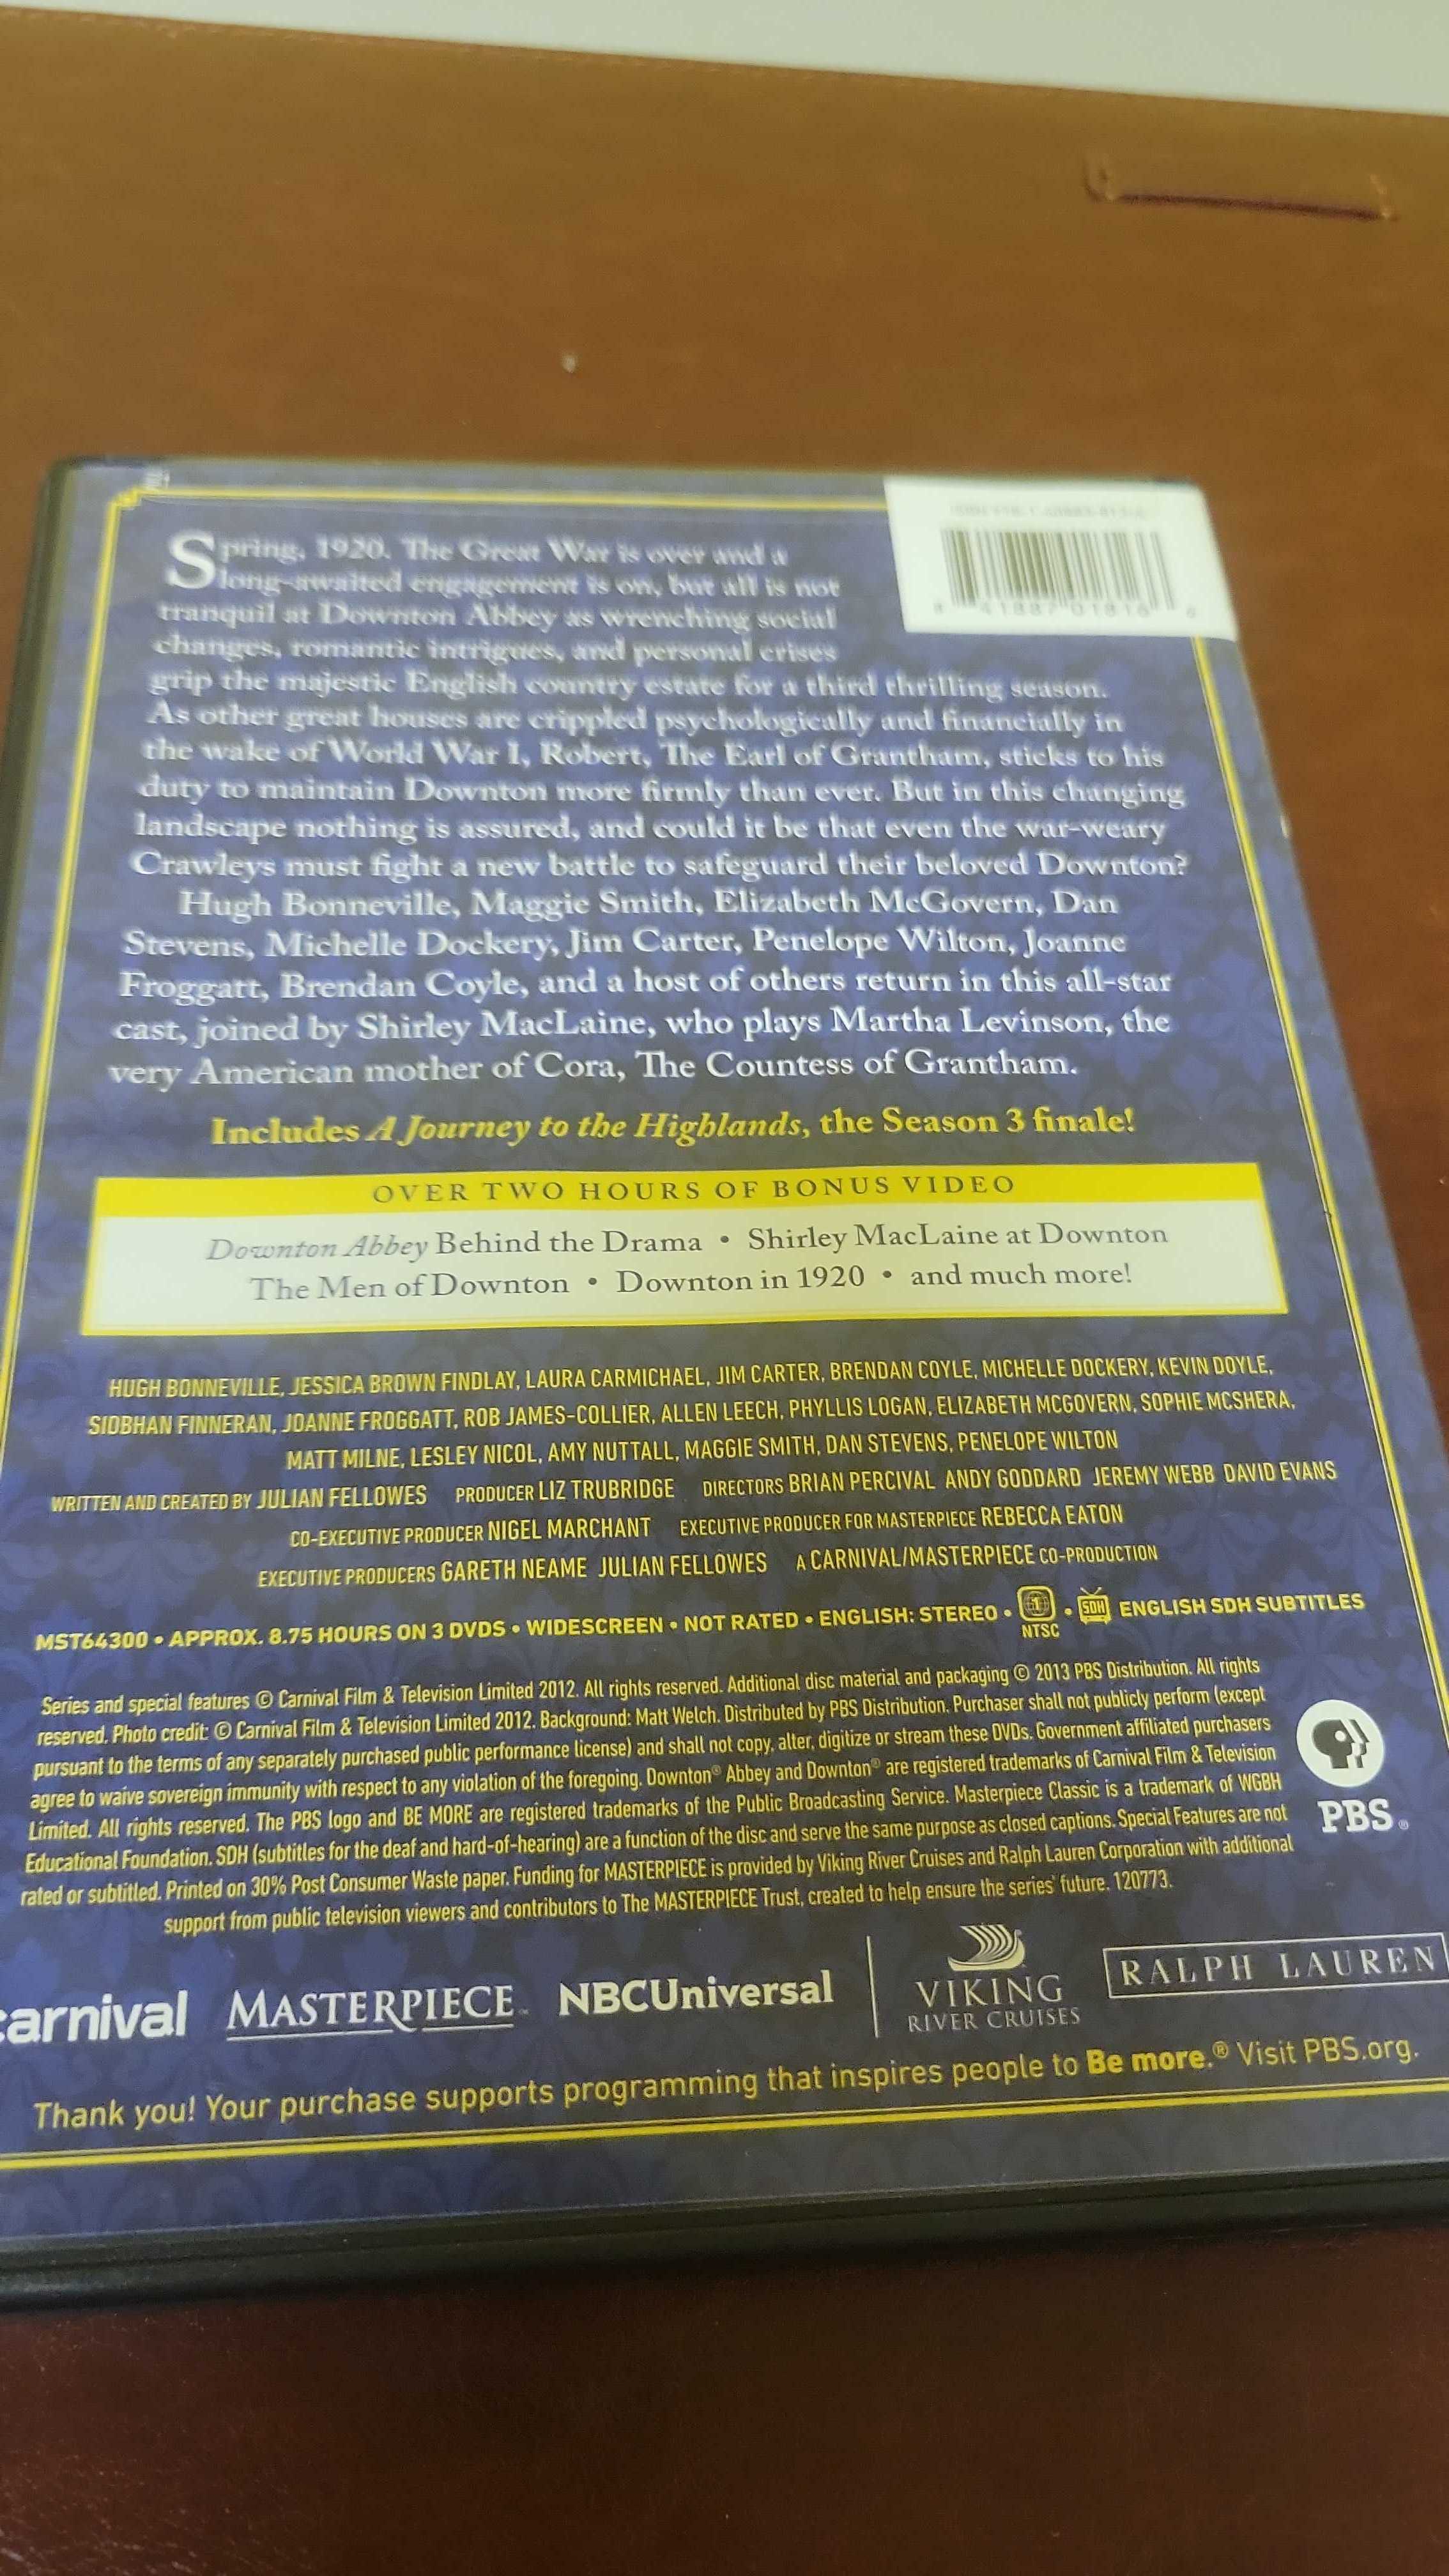 Spring, 1920. The Great War is over and a
long-awaited engagement is on, but all is not
tranquil at Downton Abbey as wrenching social
changes, romantic intrigues, and personal crises
grip the majestic English country estate for a third thrilling season.
As other great houses are crippled psychologically and financially in
the wake of World War I, Robert, The Earl of Grantham, sticks to his
duty to maintain Downton more firmly than ever. But in this changing
landscape nothing is assured, and could it be that even the war-weary
Crawleys must fight a new battle to safeguard their beloved Downton?
Hugh Bonneville, Maggie Smith, Elizabeth McGovern, Dan
Stevens, Michelle Dockery, Jim Carter, Penelope Wilton, Joanne
Froggatt, Brendan Coyle, and a host of others return in this all-star
cast, joined by Shirley MacLaine, who plays Martha Levinson, the
very American mother of Cora, The Countess of Grantham.
Includes A Journey to the Highlands, the Season 3 finale!
OVER TWO HOURS OF BONUS VIDEO
Downton Abbey Behind the Drama • Shirley MacLaine at Downton
The Men of Downton • Downton in 1920 • and much more!
HUGH BONNEVILLE, JESSICA BROWN FINDLAY, LAURA CARMICHAEL, JIM CARTER, BRENDAN COYLE, MICHELLE DOCKERY, KEVIN DOYLE,
SIOBHAN FINNERAN, JOANNE FROGGATT, ROB JAMES-COLLIER, ALLEN LEECH, PHYLLIS LOGAN, ELIZABETH MCGOVERN, SOPHIE MCSHERA,
MATT MILNE, LESLEY NICOL, AMY NUTTALL, MAGGIE SMITH, DAN STEVENS, PENELOPE WILTON
WRITTEN AND CREATED BY JULIAN FELLOWES PRODUCER LIZ TRUBRIDGE DIRECTORS BRIAN PERCIVAL ANDY GODDARD JEREMY WEBB DAVID EVANS
CO-EXECUTIVE PRODUCER NIGEL MARCHANT EXECUTIVE PRODUCER FOR MASTERPIECE REBECCA EATON
EXECUTIVE PRODUCERS GARETH NEAME JULIAN FELLOWES A CARNIVAL/MASTERPIECE CO-PRODUCTION
MST64300 • APPROX. 8.75 HOURS ON 3 DVDS • WIDESCREEN • NOT RATED • ENGLISH: STEREO • 1 NTSC • SDH ENGLISH SDH SUBTITLES
Series and special features © Carnival Film & Television Limited 2012. All rights reserved. Additional disc material and packaging © 2013 PBS Distribution. All rights
reserved. Photo credit: © Carnival Film & Television Limited 2012. Background: Matt Welch. Distributed by PBS Distribution. Purchaser shall not publicly perform (except
pursuant to the terms of any separately purchased public performance license) and shall not copy, alter, digitize or stream these DVDs. Government affiliated purchasers
agree to waive sovereign immunity with respect to any violation of the foregoing. Downton® Abbey and Downton® are registered trademarks of Carnival Film & Television
Limited. All rights reserved. The PBS logo and BE MORE are registered trademarks of the Public Broadcasting Service. Masterpiece Classic is a trademark of WGBH
Educational Foundation. SDH (subtitles for the deaf and hard-of-hearing) are a function of the disc and serve the same purpose as closed captions. Special Features are not
rated or subtitled. Printed on 30% Post Consumer Waste paper. Funding for MASTERPIECE is provided by Viking River Cruises and Ralph Lauren Corporation with additional
support from public television viewers and contributors to The MASTERPIECE Trust, created to help ensure the series' future. 120773.
PBS®
carnival MASTERPIECE™ NBCUniversal VIKING RIVER CRUISES RALPH LAUREN
Thank you! Your purchase supports programming that inspires people to Be more.® Visit PBS.org.